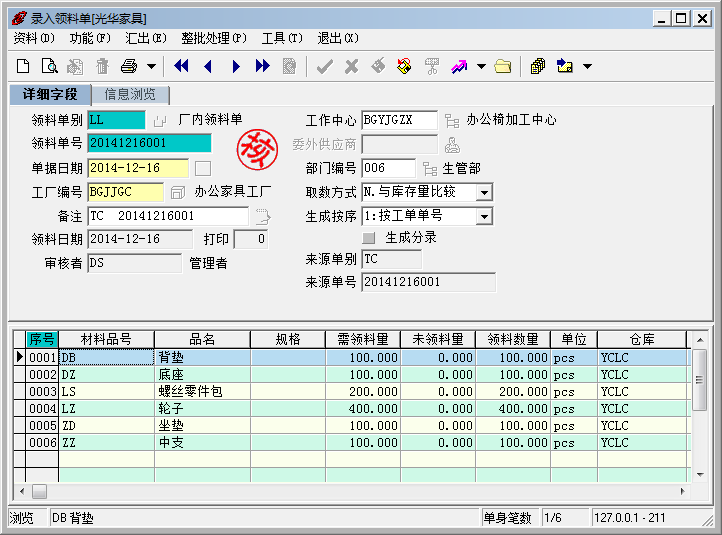 录入领料单[光华家具]
资料(D) 功能(F) 汇出(E) 整批处理(P) 工具(T) 退出(X)
详细字段 信息浏览
领料单别 LL 厂内领料单 工作中心 BGYJGZX 办公椅加工中心
领料单号 20141216001 核 委外供应商
单据日期 2014-12-16 部门编号 006 生管部
工厂编号 BGJJGC 办公家具工厂 取数方式 N.与库存量比较
备注 TC 20141216001 生成按序 1:按工单单号
领料日期 2014-12-16 打印 0 生成分录
审核者 DS 管理者 来源单别 TC
来源单号 20141216001
序号 材料品号 品名 规格 需领料量 未领料量 领料数量 单位 仓库
0001 DB 背垫 100.000 0.000 100.000 pcs YCLC
0002 DZ 底座 100.000 0.000 100.000 pcs YCLC
0003 LS 螺丝零件包 200.000 0.000 200.000 pcs YCLC
0004 LZ 轮子 400.000 0.000 400.000 pcs YCLC
0005 ZD 坐垫 100.000 0.000 100.000 pcs YCLC
0006 ZZ 中支 100.000 0.000 100.000 pcs YCLC
浏览 DB 背垫 单身笔数 1/6 127.0.0.1 - 211